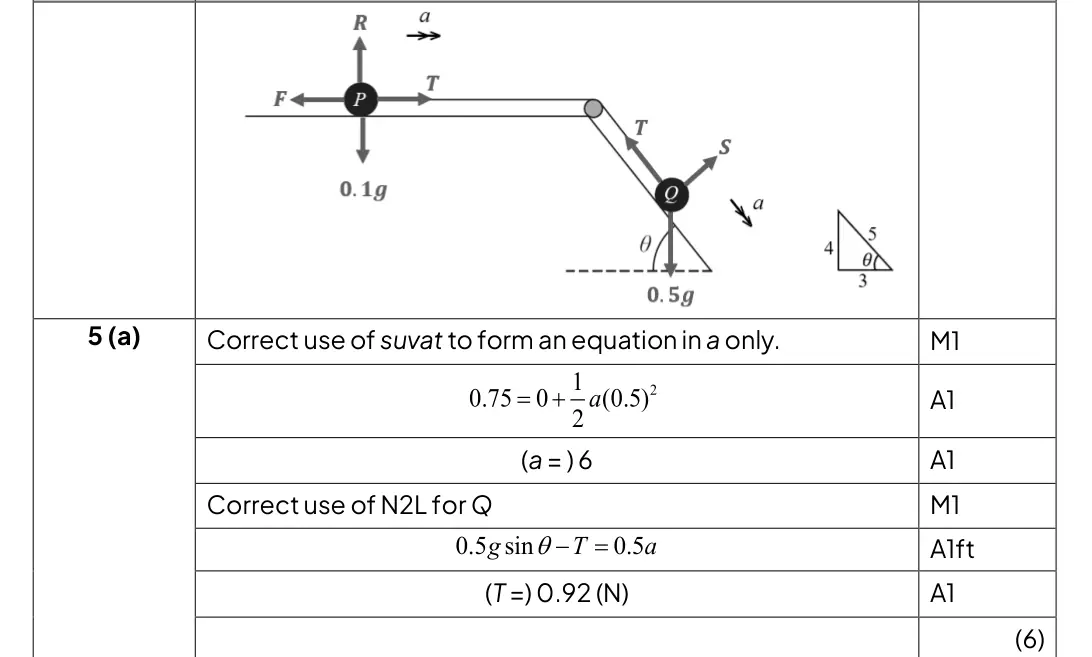 R
a
F
P
T
0.1g
T
S
Q
a
θ
0.5g
4
5
θ
3
5 (a)
Correct use of suvat to form an equation in a only.
M1
0.75 = 0 + 1/2 a(0.5)²
A1
(a = ) 6
A1
Correct use of N2L for Q
M1
0.5g sin θ − T = 0.5a
A1ft
(T =) 0.92 (N)
A1
(6)